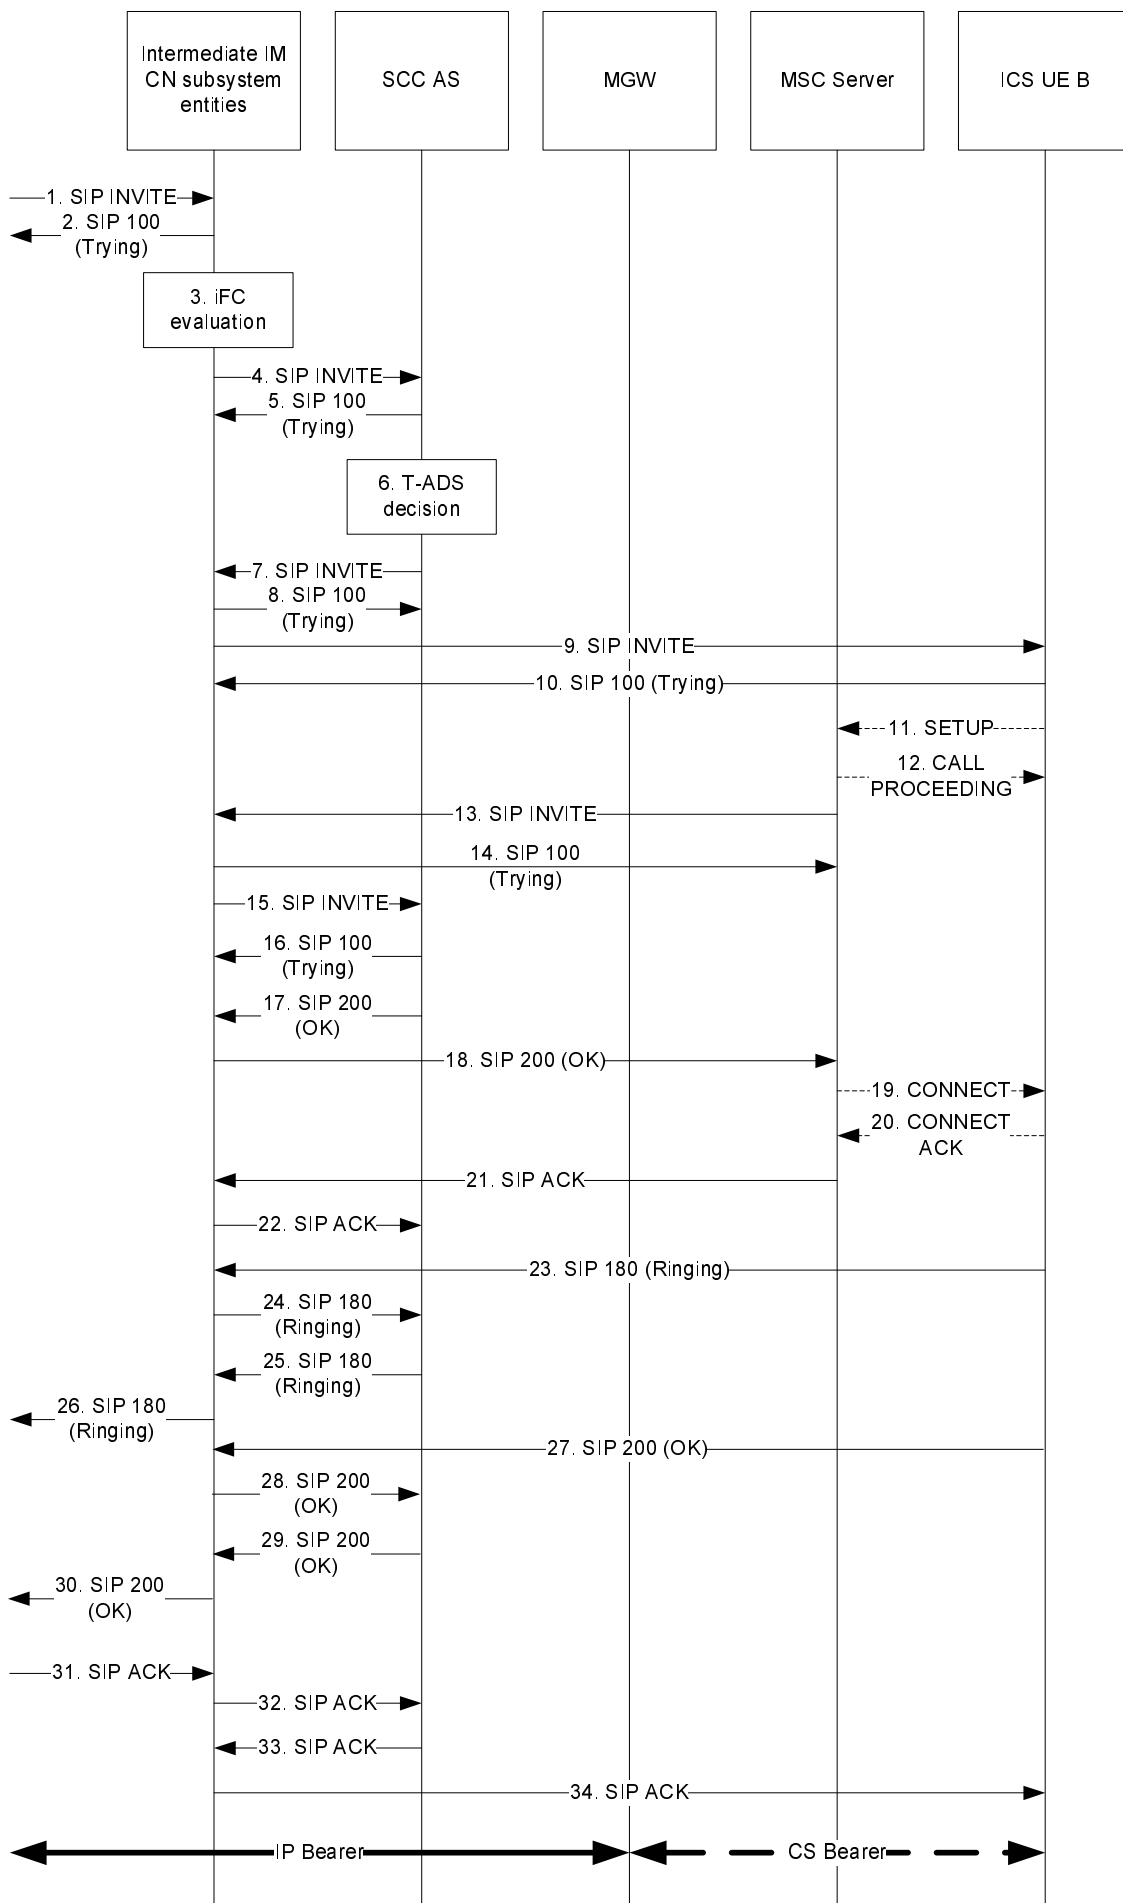 Intermediate IM
CN subsystem
entities
SCC AS
MGW
MSC Server
ICS UE B
1. SIP INVITE
2. SIP 100
(Trying)
3. iFC
evaluation
4. SIP INVITE
5. SIP 100
(Trying)
6. T-ADS
decision
7. SIP INVITE
8. SIP 100
(Trying)
9. SIP INVITE
10. SIP 100 (Trying)
11. SETUP
12. CALL
PROCEEDING
13. SIP INVITE
14. SIP 100
(Trying)
15. SIP INVITE
16. SIP 100
(Trying)
17. SIP 200
(OK)
18. SIP 200 (OK)
19. CONNECT
20. CONNECT
ACK
21. SIP ACK
22. SIP ACK
23. SIP 180 (Ringing)
24. SIP 180
(Ringing)
25. SIP 180
(Ringing)
26. SIP 180
(Ringing)
27. SIP 200 (OK)
28. SIP 200
(OK)
29. SIP 200
(OK)
30. SIP 200
(OK)
31. SIP ACK
32. SIP ACK
33. SIP ACK
34. SIP ACK
IP Bearer
CS Bearer